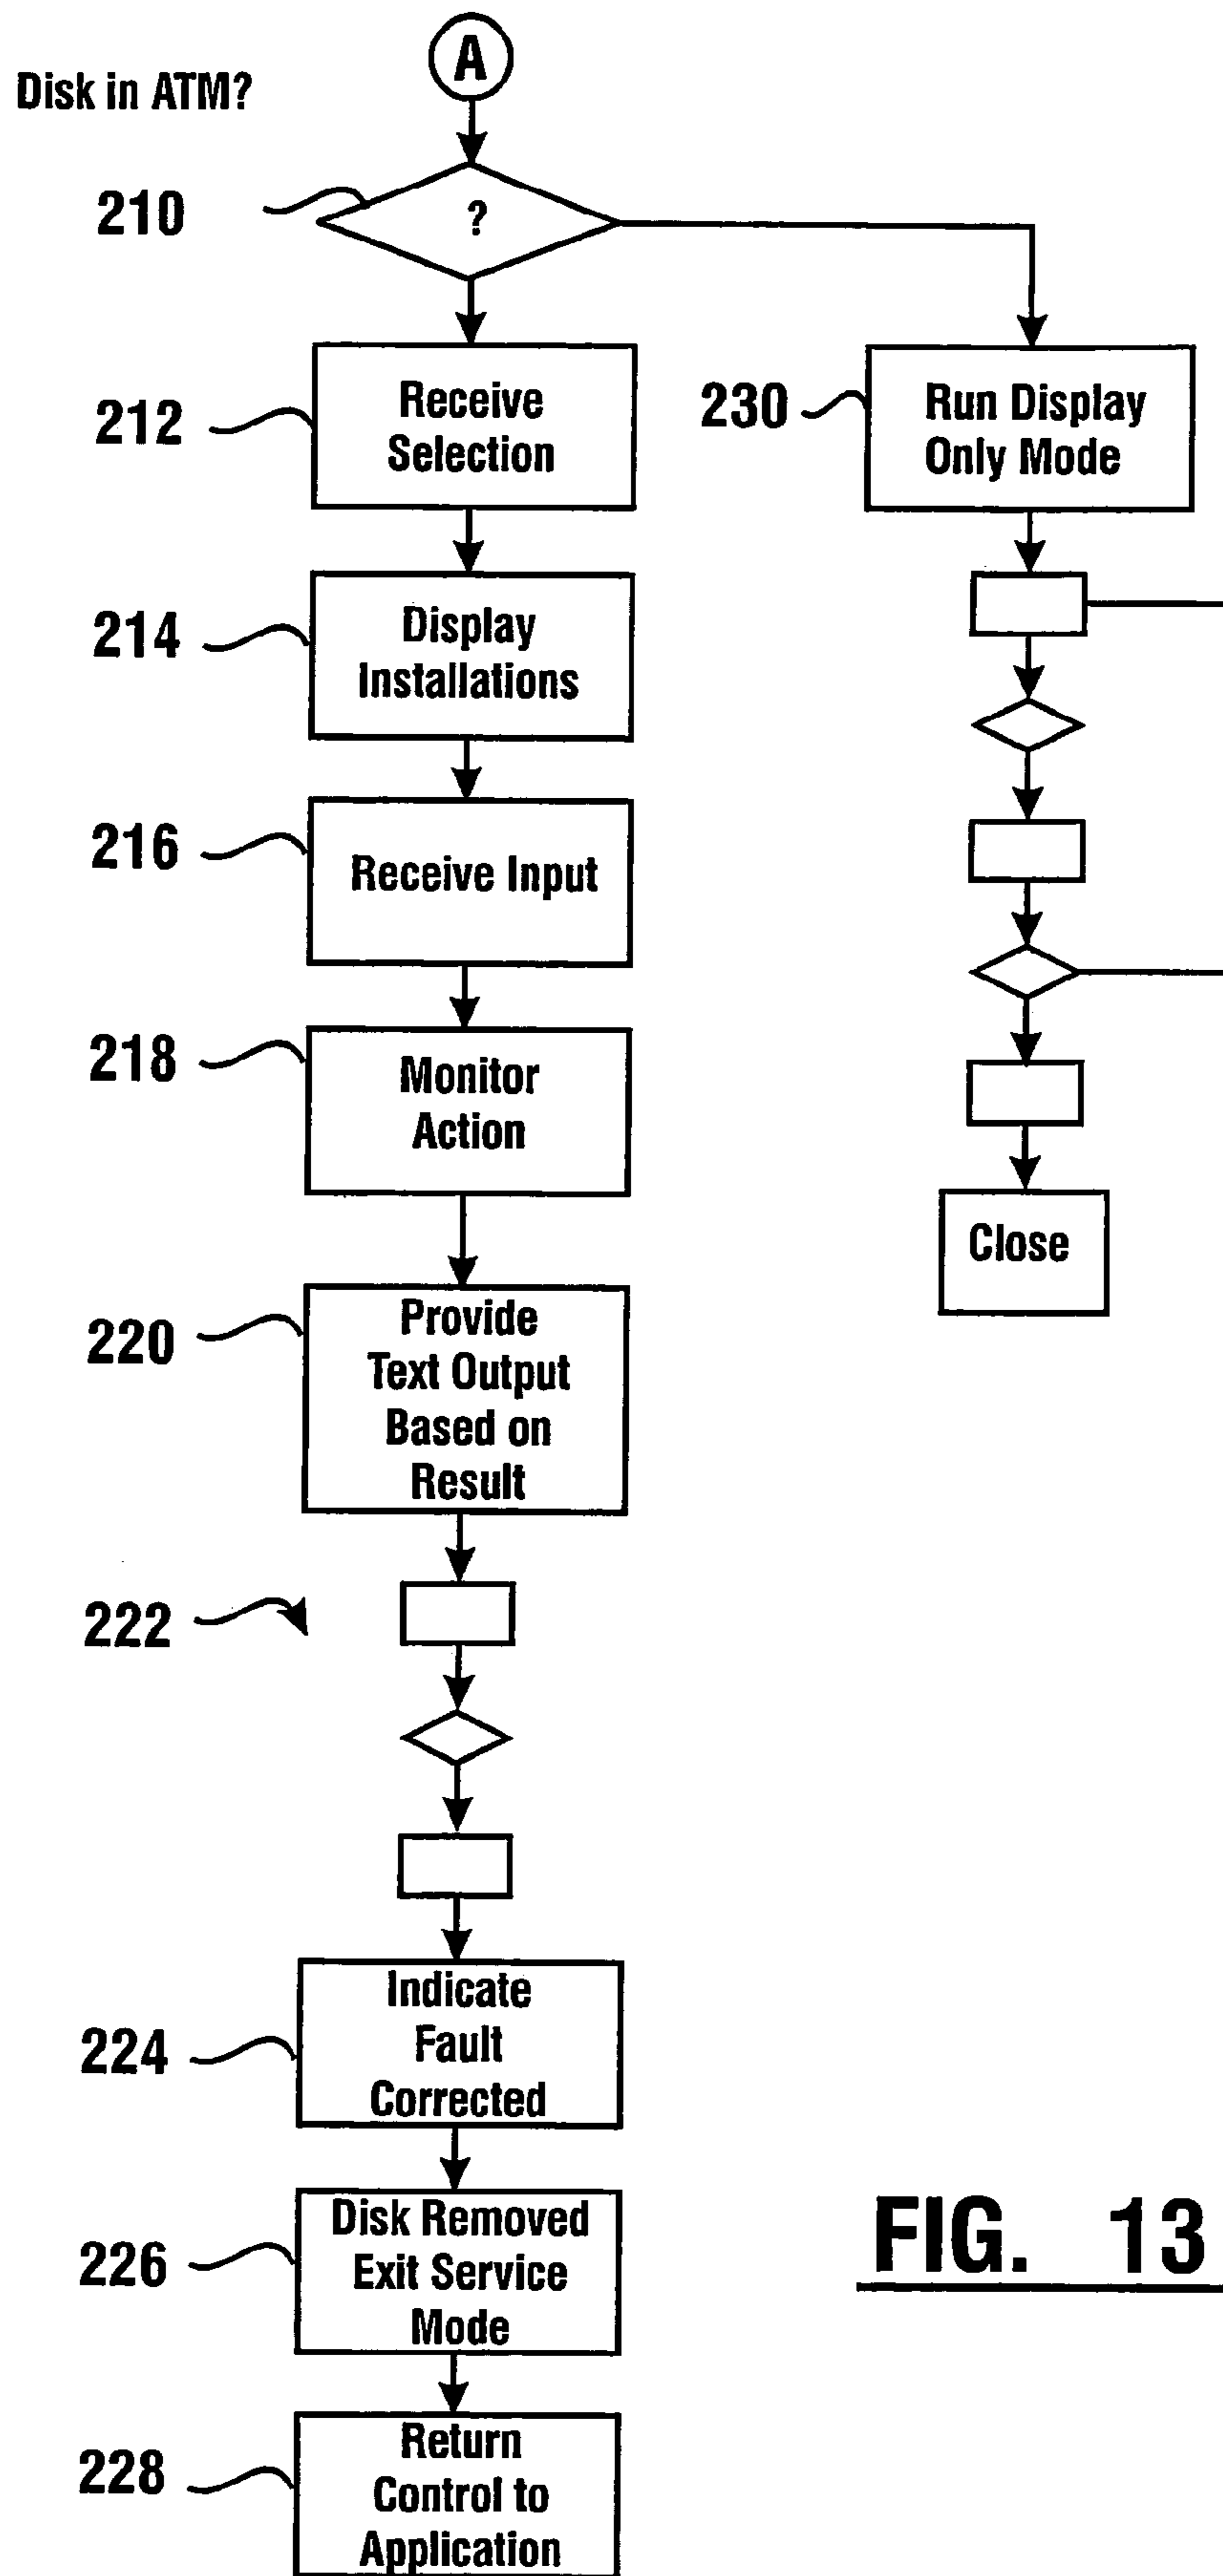 A
Disk in ATM?
210
?
212
Receive
Selection
230
Run Display
Only Mode
214
Display
Installations
216
Receive Input
218
Monitor
Action
220
Provide
Text Output
Based on
Result
Close
222
224
Indicate
Fault
Corrected
226
Disk Removed
Exit Service
Mode
228
Return
Control to
Application
FIG. 13